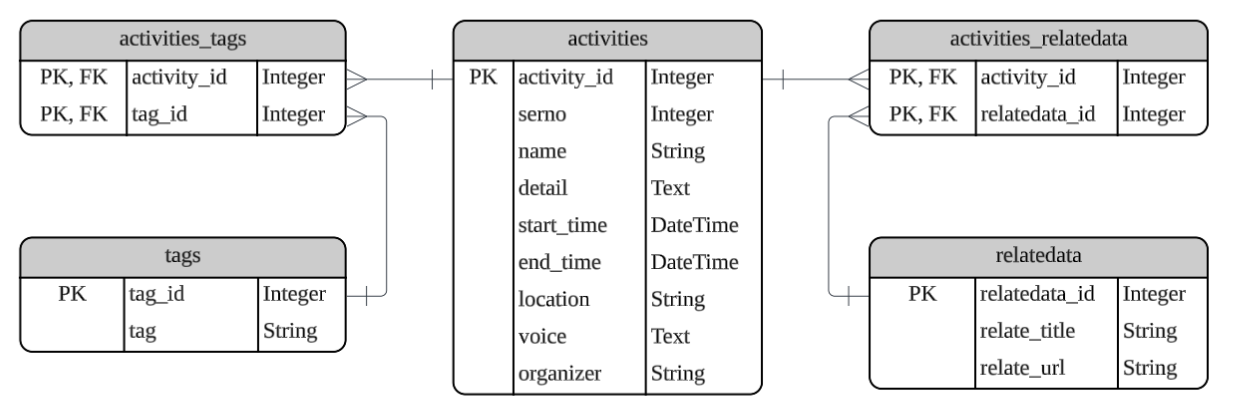 activities_tags
PK, FK activity_id Integer
PK, FK tag_id Integer
activities
PK activity_id Integer
serno Integer
name String
detail Text
start_time DateTime
end_time DateTime
location String
voice Text
organizer String
activities_relatedata
PK, FK activity_id Integer
PK, FK relatedata_id Integer
tags
PK tag_id Integer
tag String
relatedata
PK relatedata_id Integer
relate_title String
relate_url String